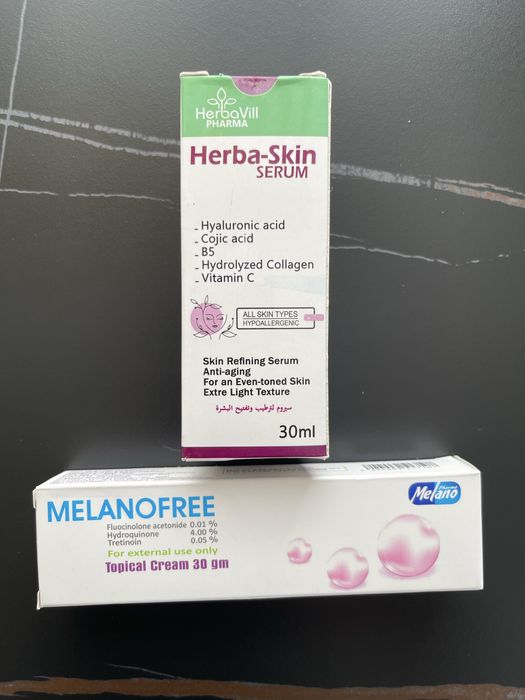 HerbaVill
PHARMA
Herba-Skin
SERUM
- Hyaluronic acid
- Cojic acid
- B5
- Hydrolyzed Collagen
- Vitamin C
ALL SKIN TYPES
HYPOALLERGENIC
Skin Refining Serum
Anti-aging
For an Even-toned Skin
Extre Light Texture
سيروم لترطيب وتفتيح البشرة
30ml
MELANOFREE
Fluocinolone acetonide 0.01 %
Hydroquinone 4.00 %
Tretinoin 0.05 %
For external use only
Topical Cream 30 gm
Pharma
Melano